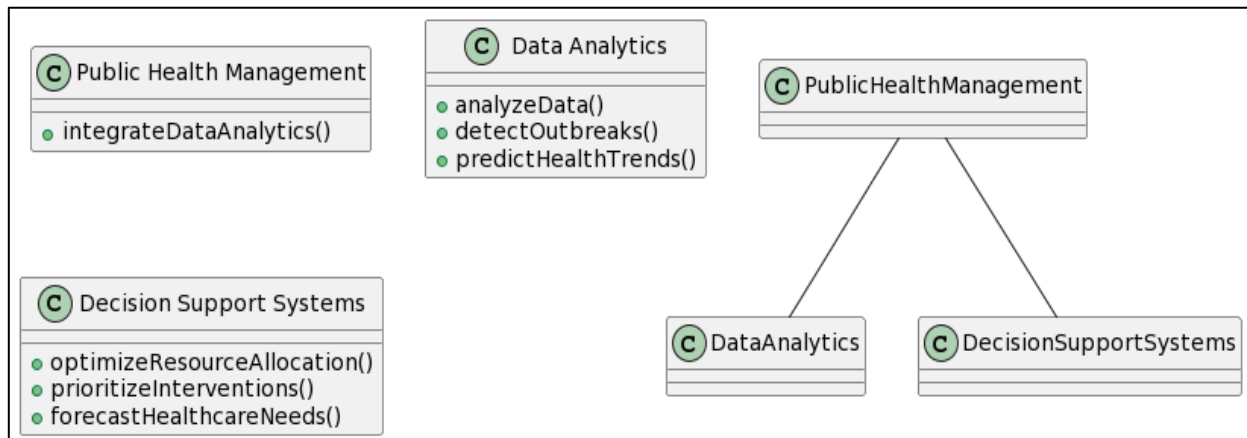 C Public Health Management
integrateDataAnalytics()
C Data Analytics
analyzeData()
detectOutbreaks()
predictHealthTrends()
C PublicHealthManagement
C Decision Support Systems
optimizeResourceAllocation()
prioritizeInterventions()
forecastHealthcareNeeds()
C DataAnalytics
C DecisionSupportSystems